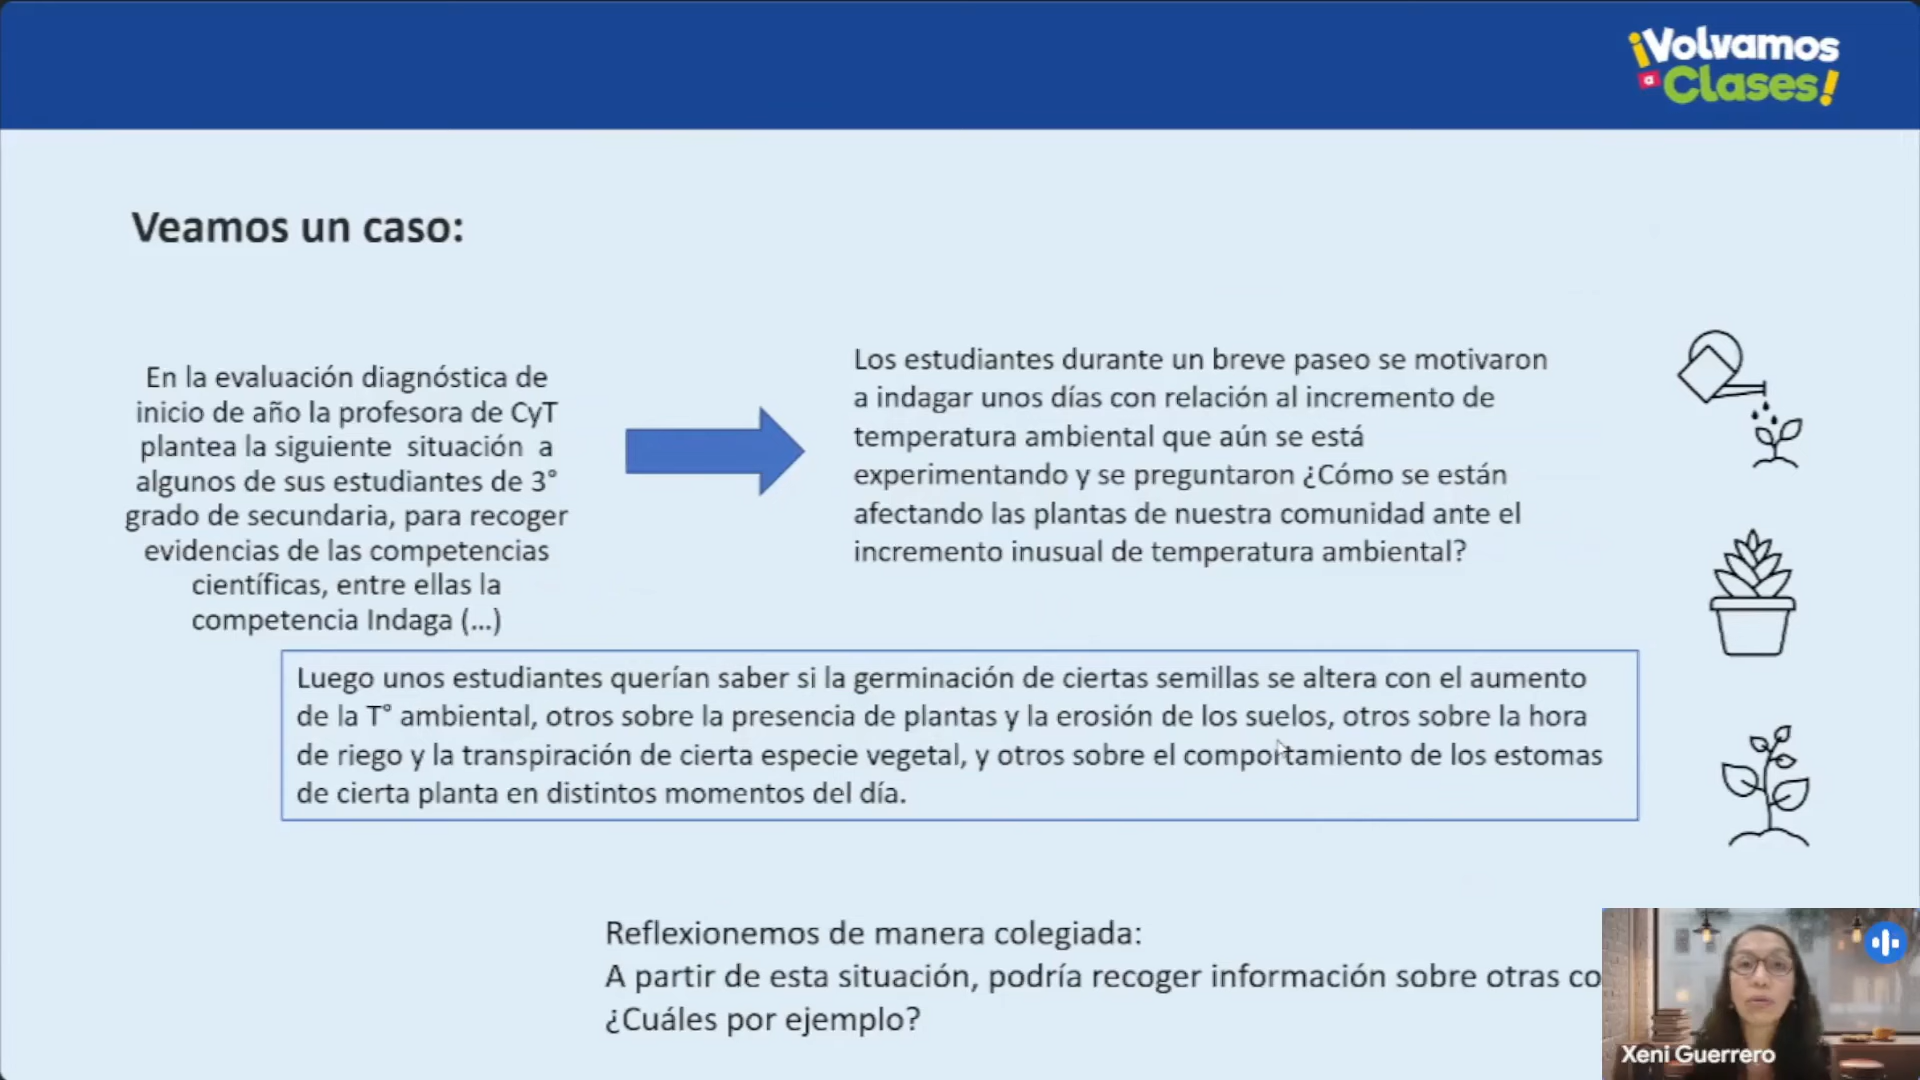 ¡Volvamos
a Clases!
Veamos un caso:
En la evaluación diagnóstica de
inicio de año la profesora de CyT
plantea la siguiente situación a
algunos de sus estudiantes de 3°
grado de secundaria, para recoger
evidencias de las competencias
científicas, entre ellas la
competencia Indaga (...)
Los estudiantes durante un breve paseo se motivaron
a indagar unos días con relación al incremento de
temperatura ambiental que aún se está
experimentando y se preguntaron ¿Cómo se están
afectando las plantas de nuestra comunidad ante el
incremento inusual de temperatura ambiental?
Luego unos estudiantes querían saber si la germinación de ciertas semillas se altera con el aumento
de la T° ambiental, otros sobre la presencia de plantas y la erosión de los suelos, otros sobre la hora
de riego y la transpiración de cierta especie vegetal, y otros sobre el comportamiento de los estomas
de cierta planta en distintos momentos del día.
Reflexionemos de manera colegiada:
A partir de esta situación, podría recoger información sobre otras co
¿Cuáles por ejemplo?
Xeni Guerrero